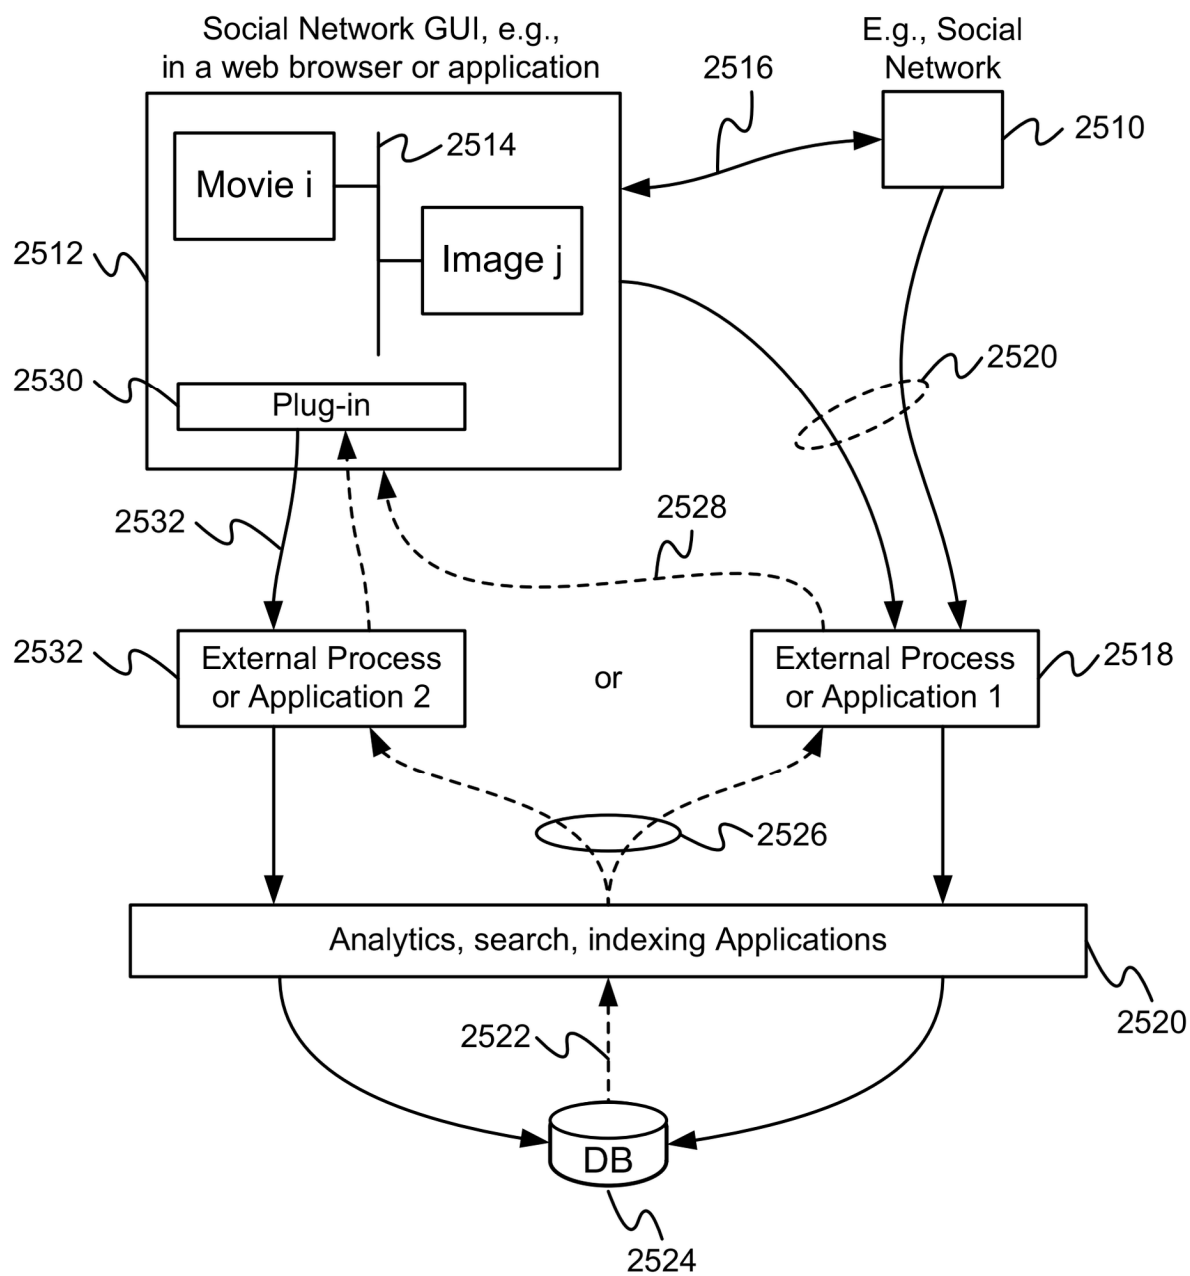 Social Network GUI, e.g.,
in a web browser or application
E.g., Social
Network
2516
2510
2514
Movie i
Image j
2512
2520
2530
Plug-in
2532
2528
2532
External Process
or Application 2
or
External Process
or Application 1
2518
2526
Analytics, search, indexing Applications
2520
2522
DB
2524